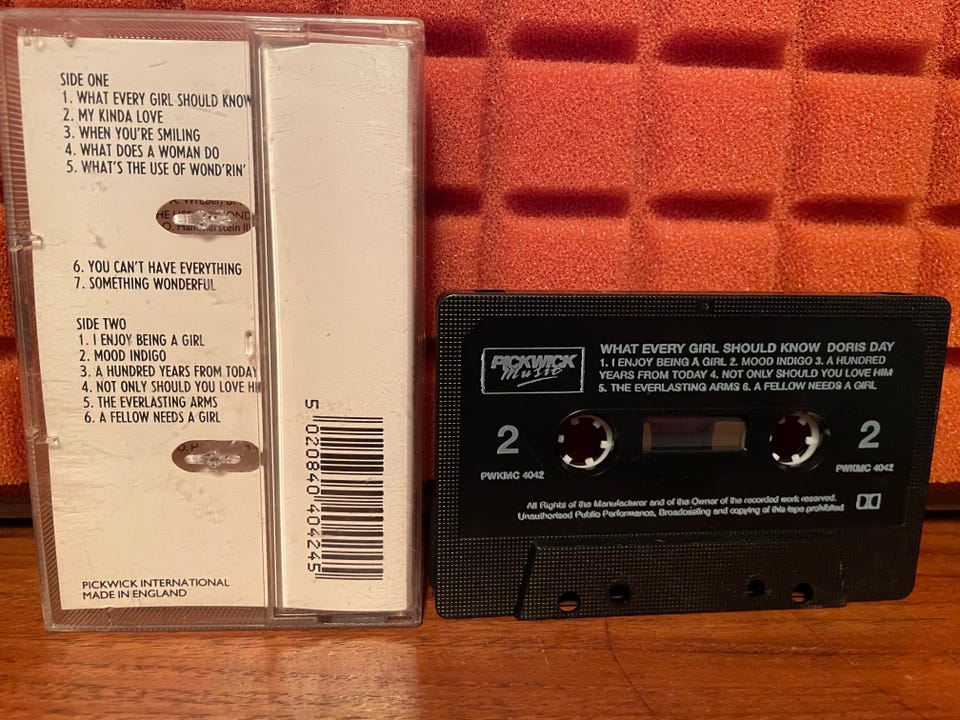 SIDE ONE
1. WHAT EVERY GIRL SHOULD KNOW
2. MY KINDA LOVE
3. WHEN YOU'RE SMILING
4. WHAT DOES A WOMAN DO
5. WHAT'S THE USE OF WOND'RIN'
6. YOU CAN'T HAVE EVERYTHING
7. SOMETHING WONDERFUL
SIDE TWO
1. I ENJOY BEING A GIRL
2. MOOD INDIGO
3. A HUNDRED YEARS FROM TODAY
4. NOT ONLY SHOULD YOU LOVE HI
5. THE EVERLASTING ARMS
6. A FELLOW NEEDS A GIRL
PICKWICK INTERNATIONAL
MADE IN ENGLAND
5 020840 404245
PICKWICK
music
WHAT EVERY GIRL SHOULD KNOW DORIS DAY
1. I ENJOY BEING A GIRL 2. MOOD INDIGO 3. A HUNDRED
YEARS FROM TODAY 4. NOT ONLY SHOULD YOU LOVE HIM
5. THE EVERLASTING ARMS 6. A FELLOW NEEDS A GIRL
2 2
PWKMC 4042 PWKMC 4042
All Rights of the Manufacturer and of the Owner of the recorded work reserved.
Unauthorised Public Performance, Broadcasting and copying of this tape prohibited